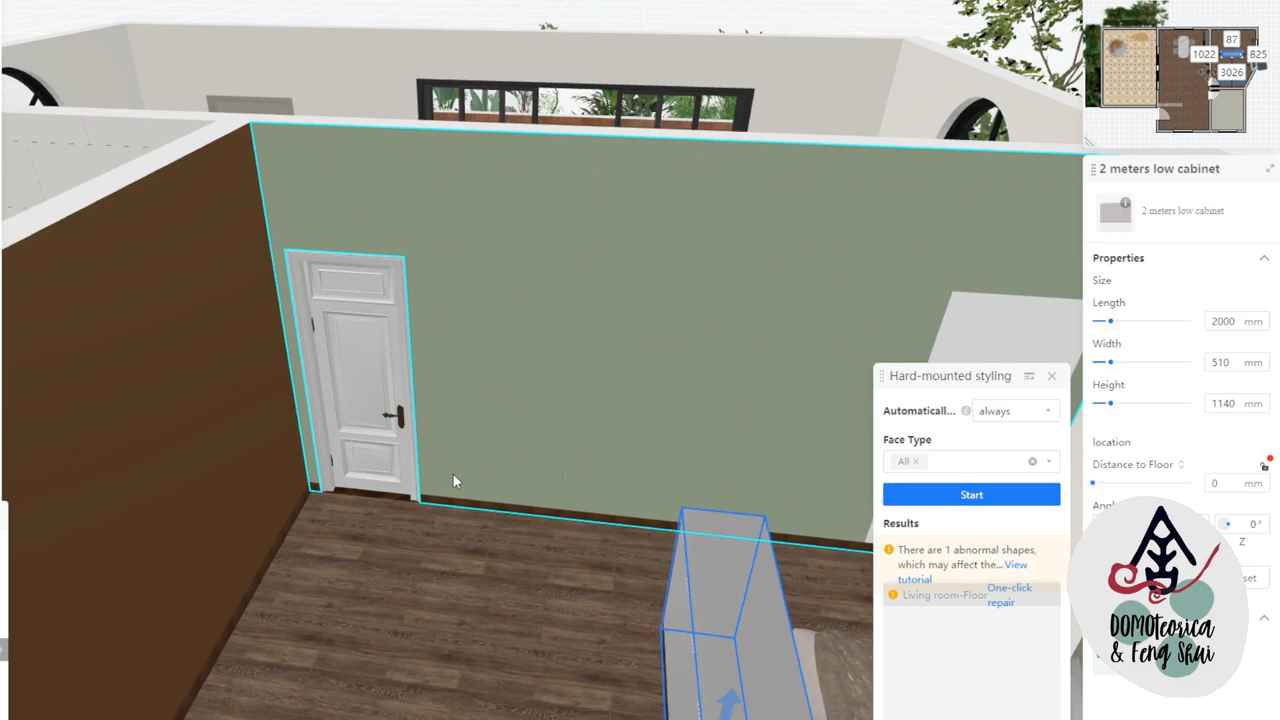 87
1022
825
3026
2 meters low cabinet
2 meters low cabinet
Properties
Size
Length
2000 mm
Width
510 mm
Height
1140 mm
location
Distance to Floor
0 mm
0°
Z
Hard-mounted styling
Automaticall... always
Face Type
All
Start
Results
There are 1 abnormal shapes,
which may affect the... View
tutorial
Living room-Floor
One-click
repair
DOMOteorica
& Feng Shui